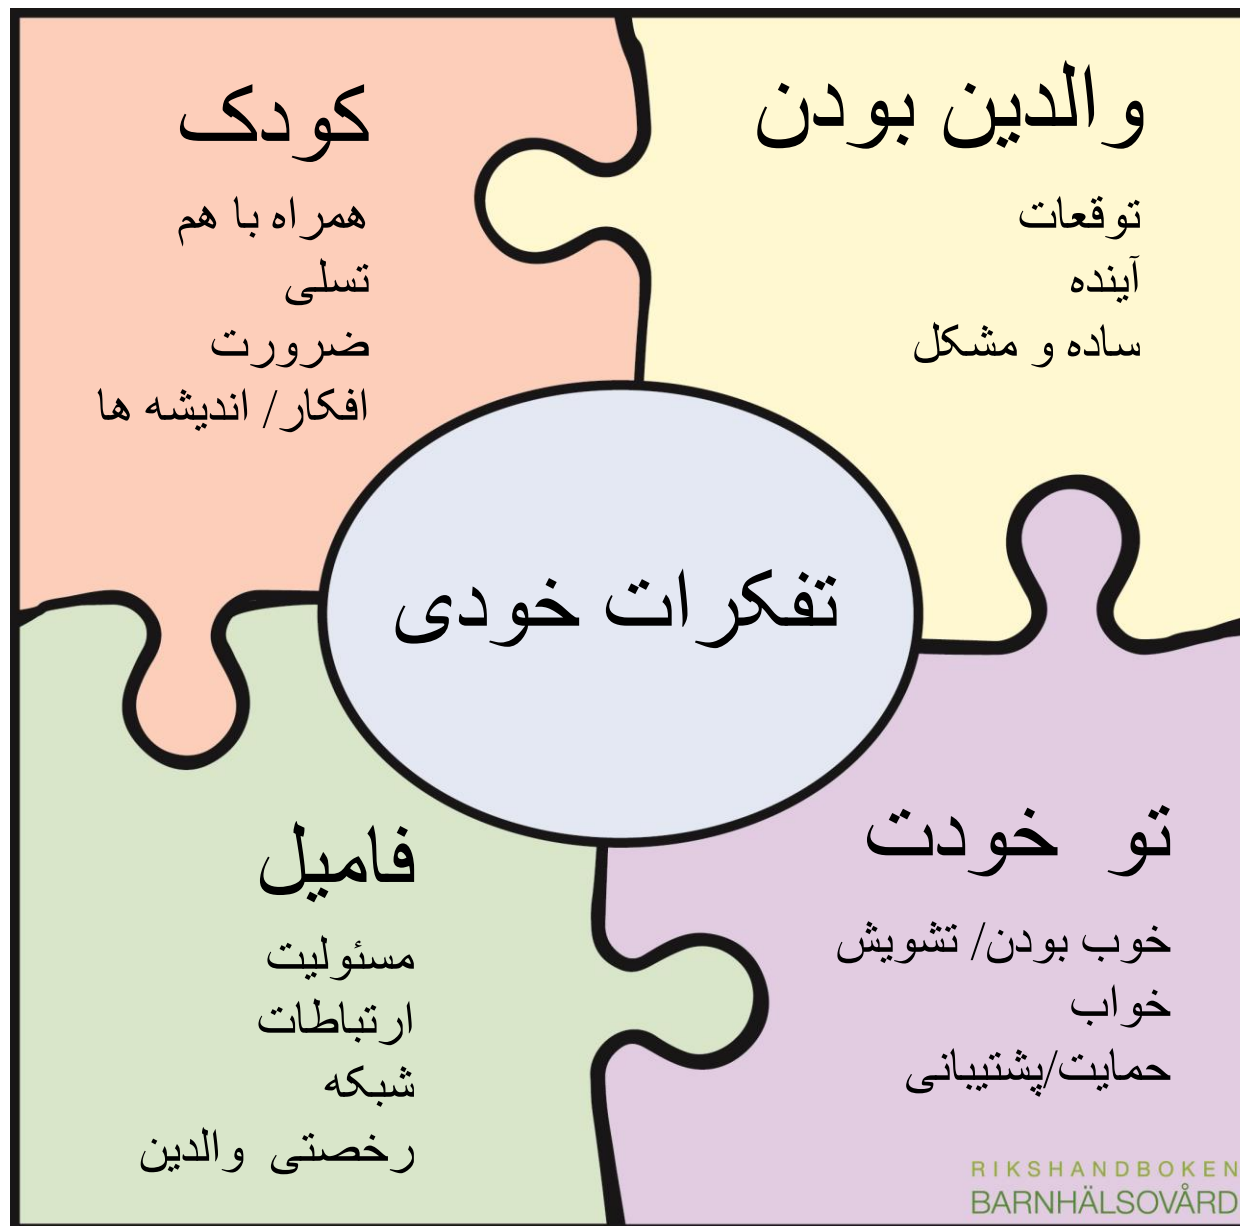 والدین بودن
توقعات
آینده
ساده و مشکل
کودک
همراه با هم
تسلی
ضرورت
افکار/ اندیشه ها
تفکرات خودی
تو خودت
خوب بودن/ تشویش
خواب
حمایت/پشتیبانی
فامیل
مسئولیت
ارتباطات
شبکه
رخصتی والدین
RIKSHANDBOKEN
BARNHÄLSOVÅRD